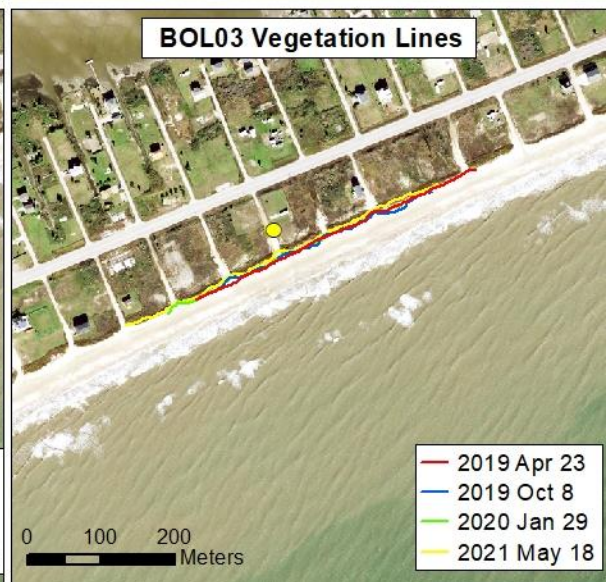 BOL03 Vegetation Lines
2019 Apr 23
2019 Oct 8
2020 Jan 29
2021 May 18
0 100 200
Meters